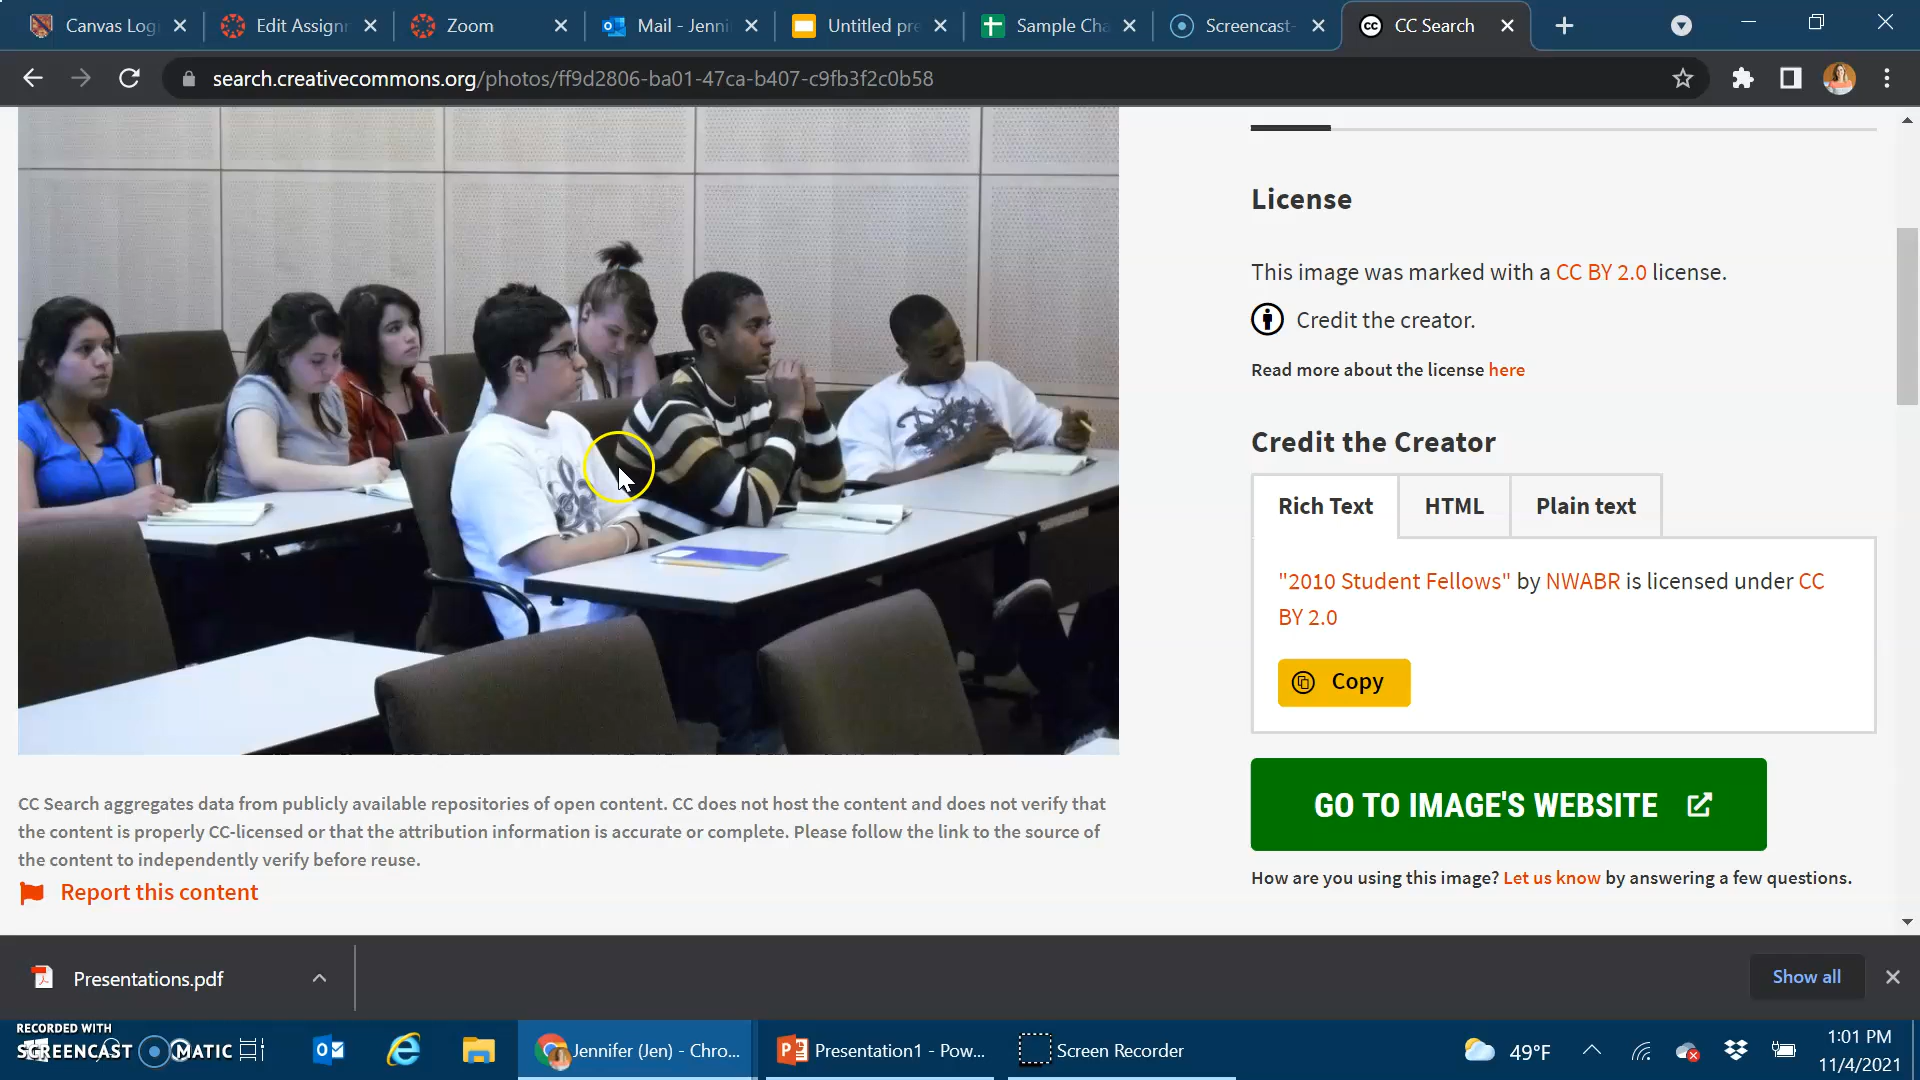 Canvas Log
Edit Assignn
Zoom
Mail - Jenni
Untitled pre
Sample Cha
Screencast-
CC Search
search.creativecommons.org/photos/ff9d2806-ba01-47ca-b407-c9fb3f2c0b58
License
This image was marked with a CC BY 2.0 license.
Credit the creator.
Read more about the license here
Credit the Creator
Rich Text
HTML
Plain text
"2010 Student Fellows" by NWABR is licensed under CC
BY 2.0
Copy
GO TO IMAGE'S WEBSITE
How are you using this image? Let us know by answering a few questions.
CC Search aggregates data from publicly available repositories of open content. CC does not host the content and does not verify that
the content is properly CC-licensed or that the attribution information is accurate or complete. Please follow the link to the source of
the content to independently verify before reuse.
Report this content
Presentations.pdf
Show all
RECORDED WITH
SCREENCAST MATIC
Jennifer (Jen) - Chro...
Presentation1 - Pow...
Screen Recorder
49°F
1:01 PM
11/4/2021